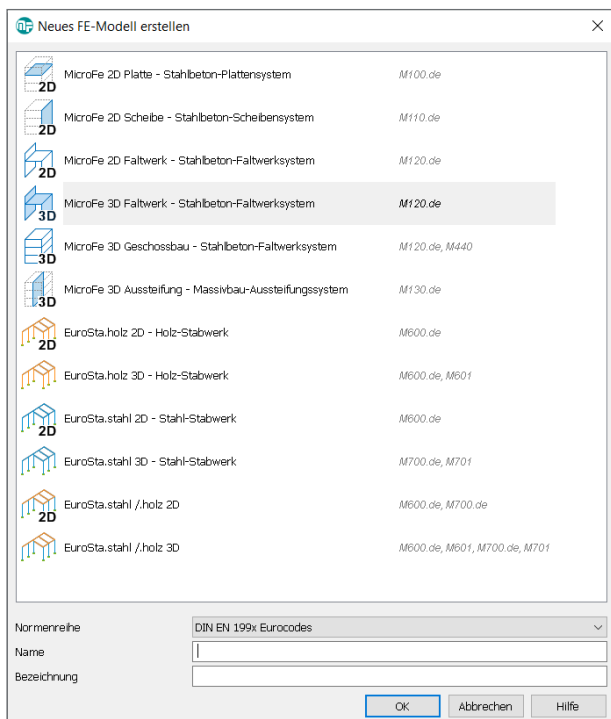 Neues FE-Modell erstellen
2D MicroFe 2D Platte - Stahlbeton-Plattensystem M100.de
2D MicroFe 2D Scheibe - Stahlbeton-Scheibensystem M110.de
2D MicroFe 2D Faltwerk - Stahlbeton-Faltwerksystem M120.de
3D MicroFe 3D Faltwerk - Stahlbeton-Faltwerksystem M120.de
3D MicroFe 3D Geschossbau - Stahlbeton-Faltwerksystem M120.de, M440
3D MicroFe 3D Aussteifung - Massivbau-Aussteifungssystem M130.de
2D EuroSta.holz 2D - Holz-Stabwerk M600.de
EuroSta.holz 3D - Holz-Stabwerk M600.de, M601
2D EuroSta.stahl 2D - Stahl-Stabwerk M600.de
EuroSta.stahl 3D - Stahl-Stabwerk M700.de, M701
2D EuroSta.stahl /.holz 2D M600.de, M700.de
EuroSta.stahl /.holz 3D M600.de, M601, M700.de, M701
Normenreihe DIN EN 199x Eurocodes
Name
Bezeichnung
OK Abbrechen Hilfe